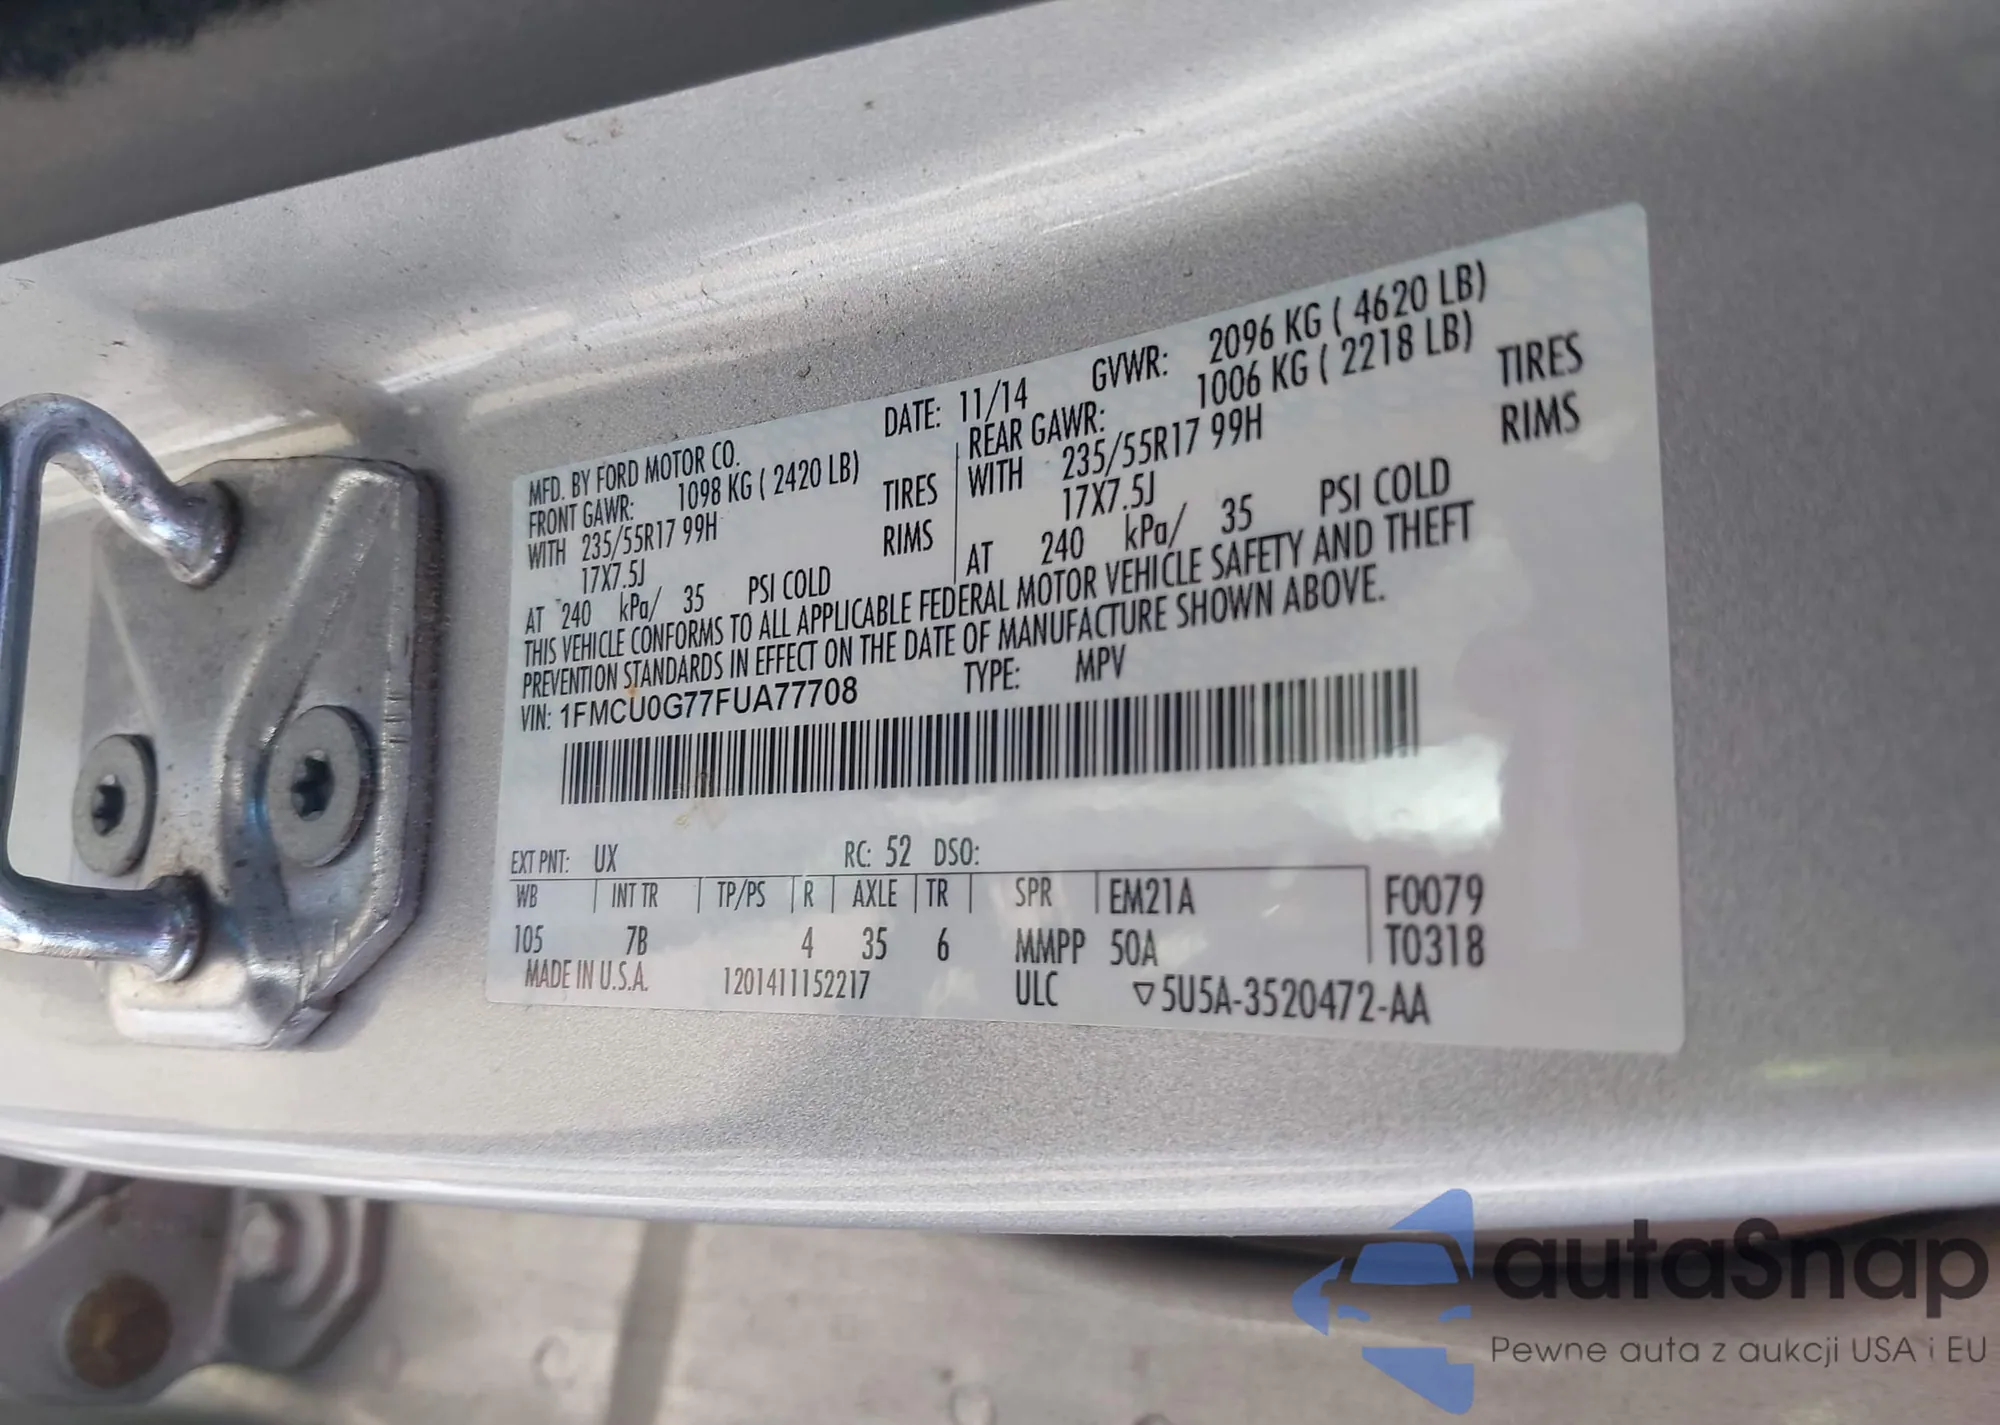 MFD. BY FORD MOTOR CO.
DATE: 11/14
GVWR: 2096 KG ( 4620 LB)
FRONT GAWR: 1098 KG ( 2420 LB)
REAR GAWR: 1006 KG ( 2218 LB)
WITH 235/55R17 99H TIRES
WITH 235/55R17 99H TIRES
17X7.5J RIMS
17X7.5J RIMS
AT 240 kPa/ 35 PSI COLD
AT 240 kPa/ 35 PSI COLD
THIS VEHICLE CONFORMS TO ALL APPLICABLE FEDERAL MOTOR VEHICLE SAFETY AND THEFT
PREVENTION STANDARDS IN EFFECT ON THE DATE OF MANUFACTURE SHOWN ABOVE.
VIN: 1FMCU0G77FUA77708
TYPE: MPV
EXT PNT: UX RC: 52 DSO:
WB INT TR TP/PS R AXLE TR SPR EM21A F0079
105 7B 4 35 6 MMPP 50A T0318
MADE IN U.S.A. 1201411152217 ULC ▽5U5A-3520472-AA
autaSnap
Pewne auta z aukcji USA i EU